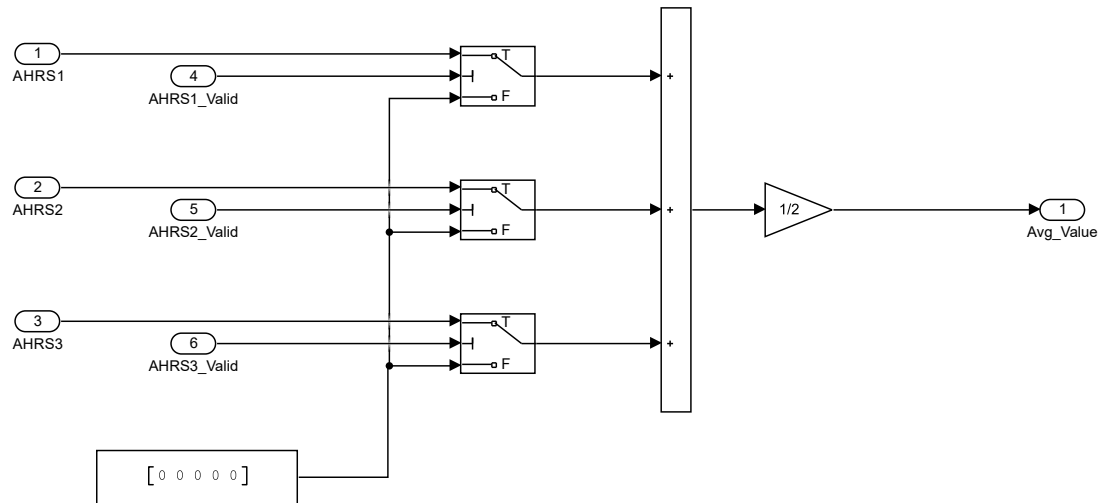 1
AHRS1
4
AHRS1_Valid
T
F
+
2
AHRS2
5
AHRS2_Valid
T
F
+
1/2
1
Avg_Value
3
AHRS3
6
AHRS3_Valid
T
F
+
[0 0 0 0 0]